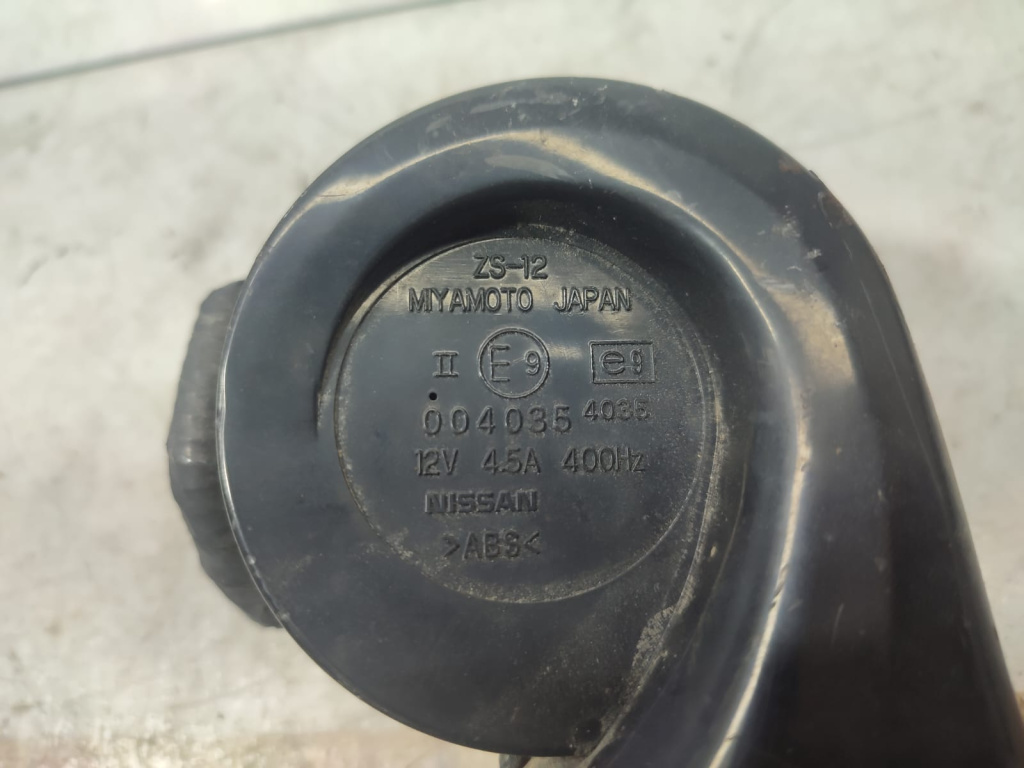 ZS-12
MIYAMOTO JAPAN
II E9 e9
004035 4035
12V 4.5A 400Hz
NISSAN
>ABS<